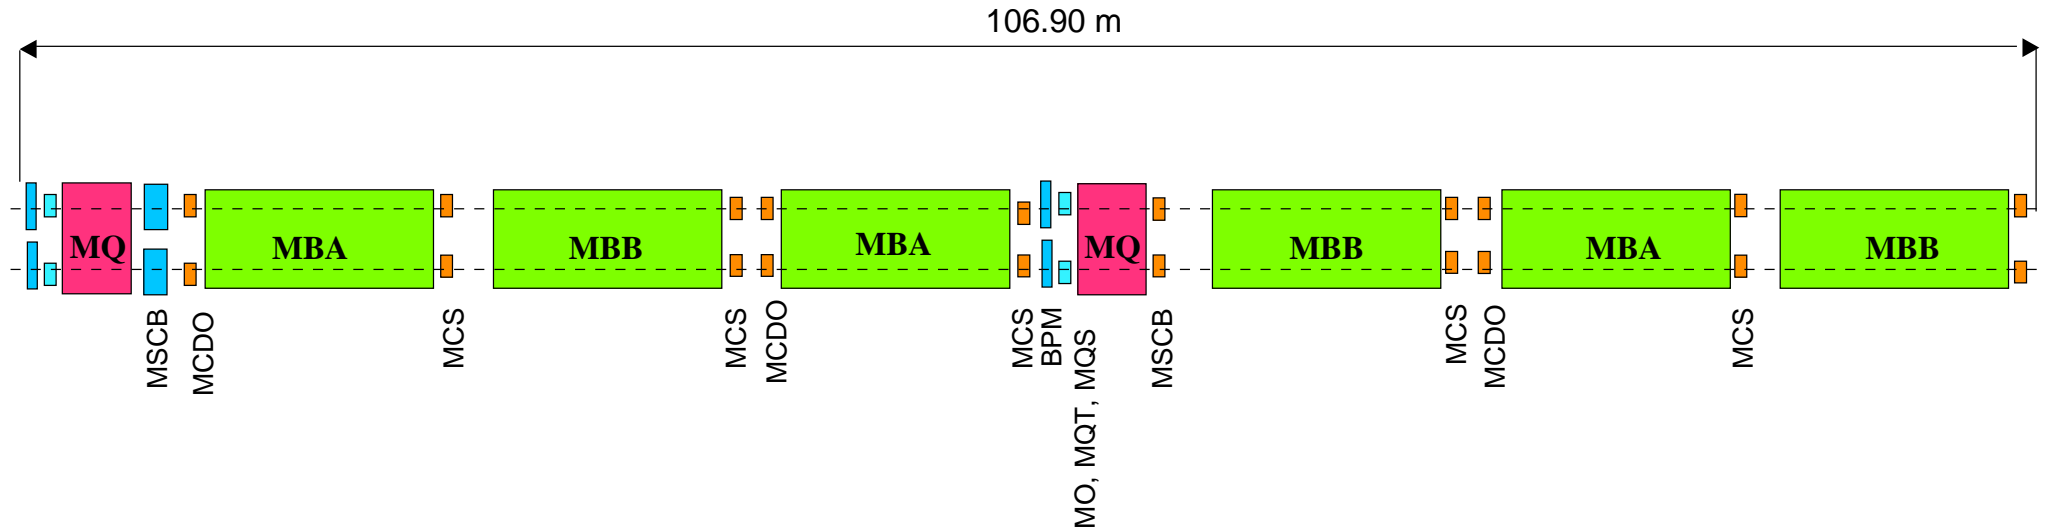 106.90 m
MQ
MBA
MBB
MBA
MQ
MBB
MBA
MBB
MSCB
MCDO
MCS
MCS
MCDO
MCS
BPM
MO, MQT, MQS
MSCB
MCS
MCDO
MCS